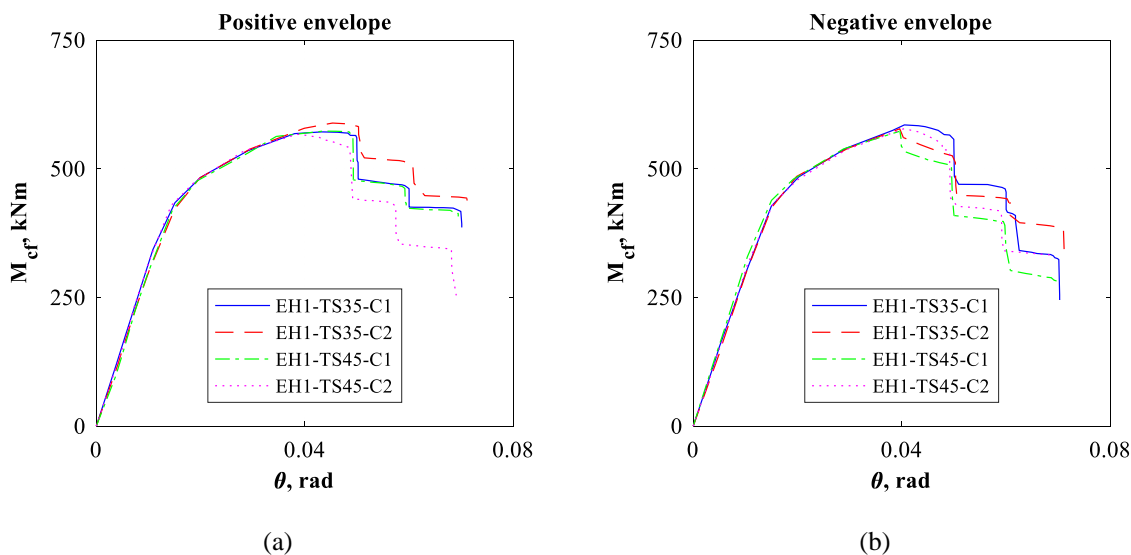 Positive envelope
750
500
250
0
M_cf, kNm
0
0.04
0.08
θ, rad
EH1-TS35-C1
EH1-TS35-C2
EH1-TS45-C1
EH1-TS45-C2
(a)
Negative envelope
750
500
250
0
M_cf, kNm
0
0.04
0.08
θ, rad
EH1-TS35-C1
EH1-TS35-C2
EH1-TS45-C1
EH1-TS45-C2
(b)